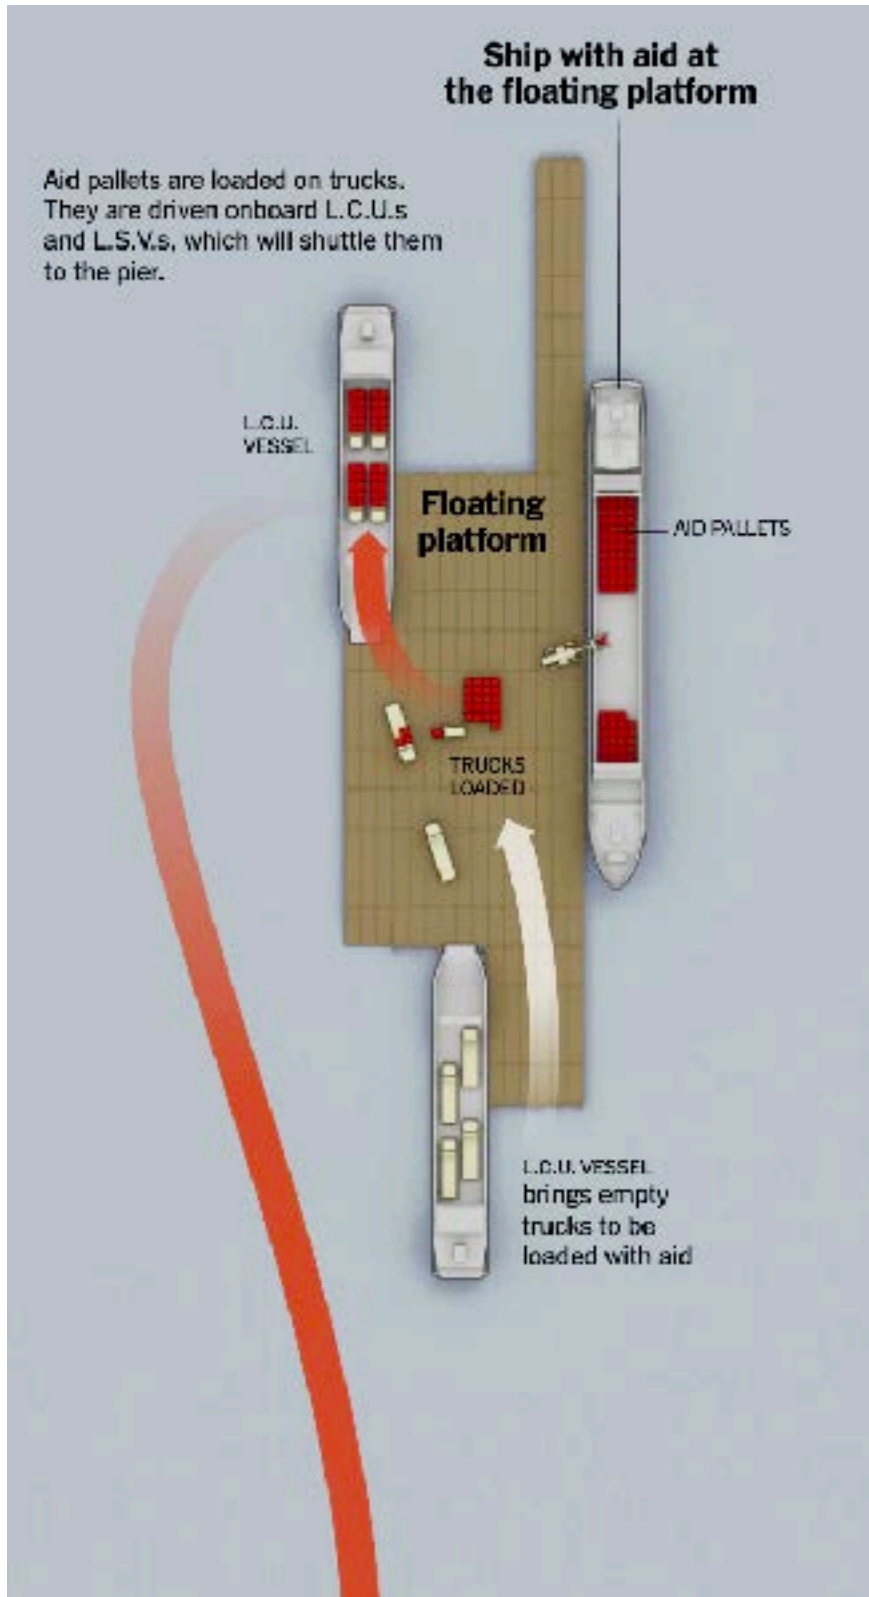 Ship with aid at
the floating platform
Aid pallets are loaded on trucks.
They are driven onboard L.C.U.s
and L.S.V.s, which will shuttle them
to the pier.
L.C.U.
VESSEL
Floating
platform
AID PALLETS
TRUCKS
LOADED
L.C.U. VESSEL
brings empty
trucks to be
loaded with aid